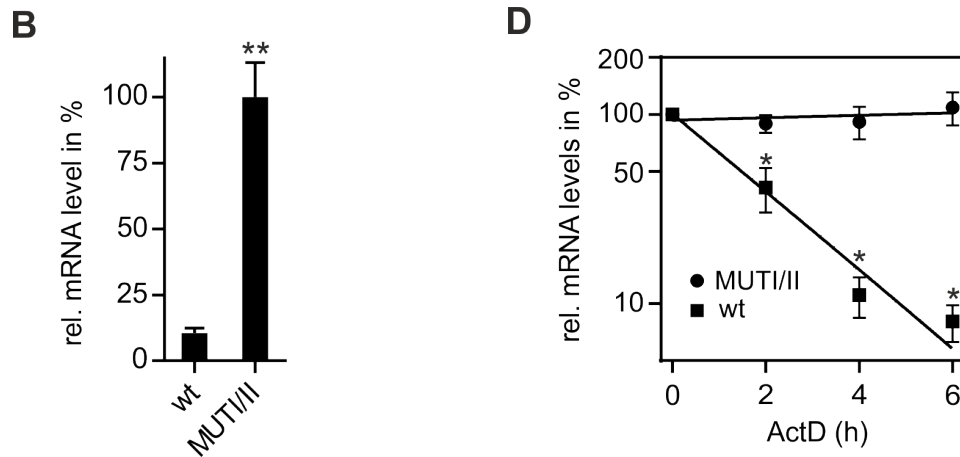 B
rel. mRNA level in %
100
75
50
25
0
**
wt
MUTI/II
D
rel. mRNA levels in %
200
100
50
10
*
*
*
MUTI/II
wt
0 2 4 6
ActD (h)